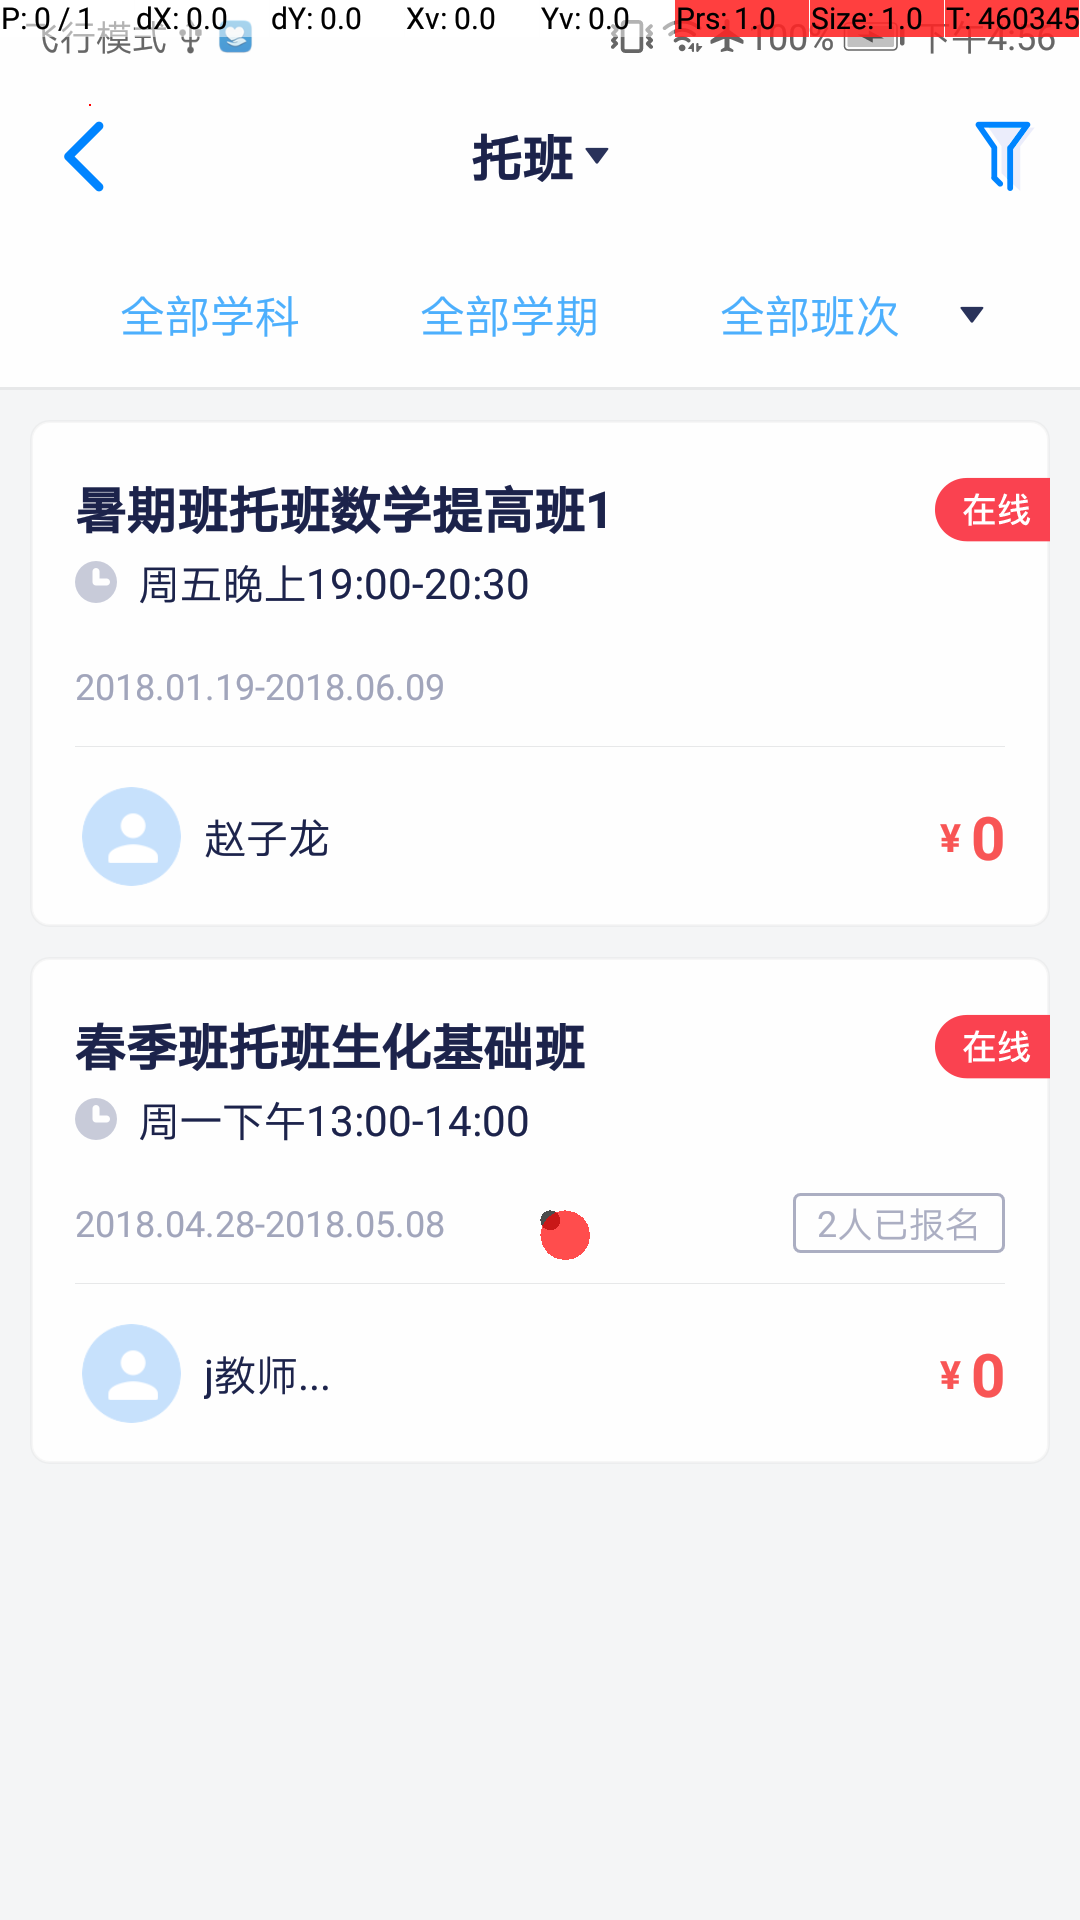 P: 0 / 1 dX: 0.0 dY: 0.0 Xv: 0.0 Yv: 0.0 Prs: 1.0 Size: 1.0 T: 460345
飞行模式 100% 下午4:56
托班
全部学科 全部学期 全部班次
暑期班托班数学提高班1 在线
周五晚上19:00-20:30
2018.01.19-2018.06.09
赵子龙 ¥ 0
春季班托班生化基础班 在线
周一下午13:00-14:00
2018.04.28-2018.05.08 2人已报名
j教师... ¥ 0